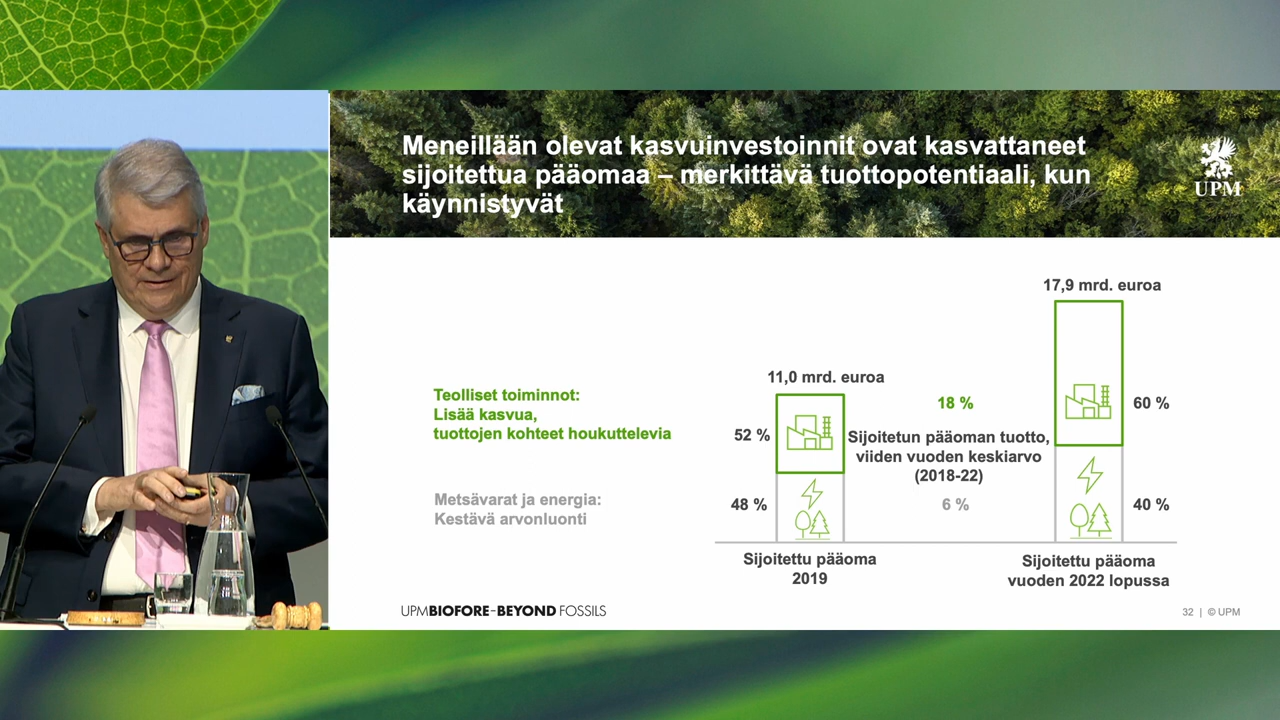 Meneillään olevat kasvuinvestoinnit ovat kasvattaneet
sijoitettua pääomaa – merkittävä tuottopotentiaali, kun
käynnistyvät
UPM
17,9 mrd. euroa
11,0 mrd. euroa
Teolliset toiminnot:
Lisää kasvua,
tuottojen kohteet houkuttelevia
52 %
18 %
60 %
Sijoitetun pääoman tuotto,
viiden vuoden keskiarvo
(2018-22)
Metsävarat ja energia:
Kestävä arvonluonti
48 %
6 %
40 %
Sijoitettu pääoma
2019
Sijoitettu pääoma
vuoden 2022 lopussa
UPM BIOFORE–BEYOND FOSSILS
32 | © UPM